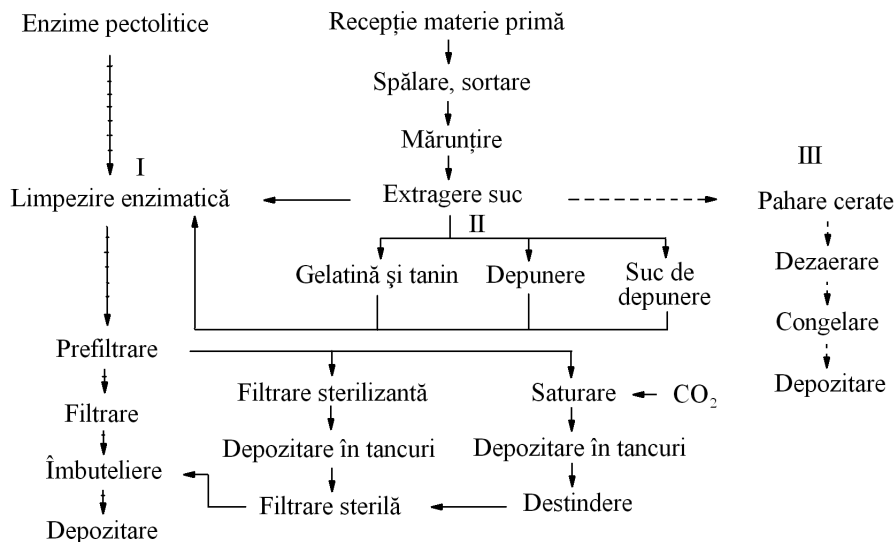 Enzime pectolitice
Recepție materie primă
Spălare, sortare
Mărunțire
I
III
Limpezire enzimatică
Extragere suc
Pahare cerate
II
Gelatină şi tanin
Depunere
Suc de
depunere
Dezaerare
Congelare
Prefiltrare
Depozitare
Filtrare sterilizantă
Saturare
CO₂
Filtrare
Depozitare în tancuri
Depozitare în tancuri
Îmbuteliere
Filtrare sterilă
Destindere
Depozitare